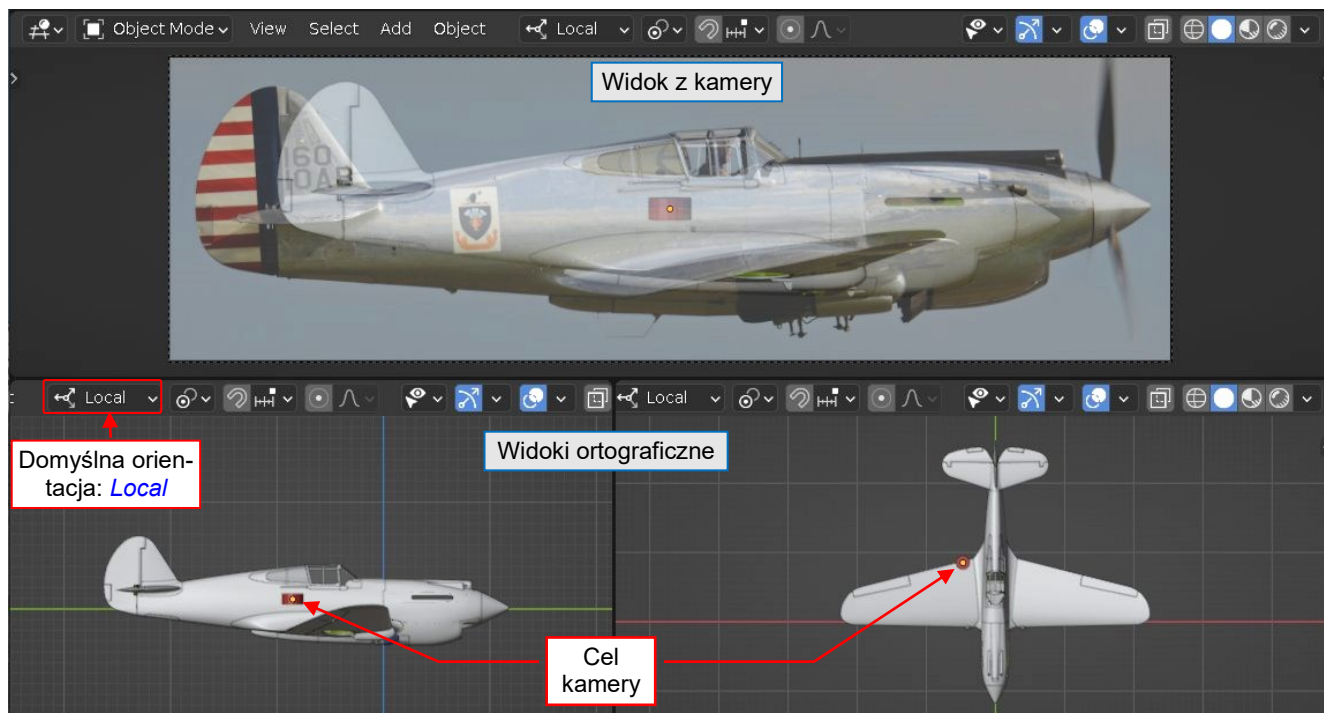 Object Mode View Select Add Object Local
Widok z kamery
160
Local
Local
Widoki ortograficzne
Domyślna orien-
tacja: Local
Cel
kamery